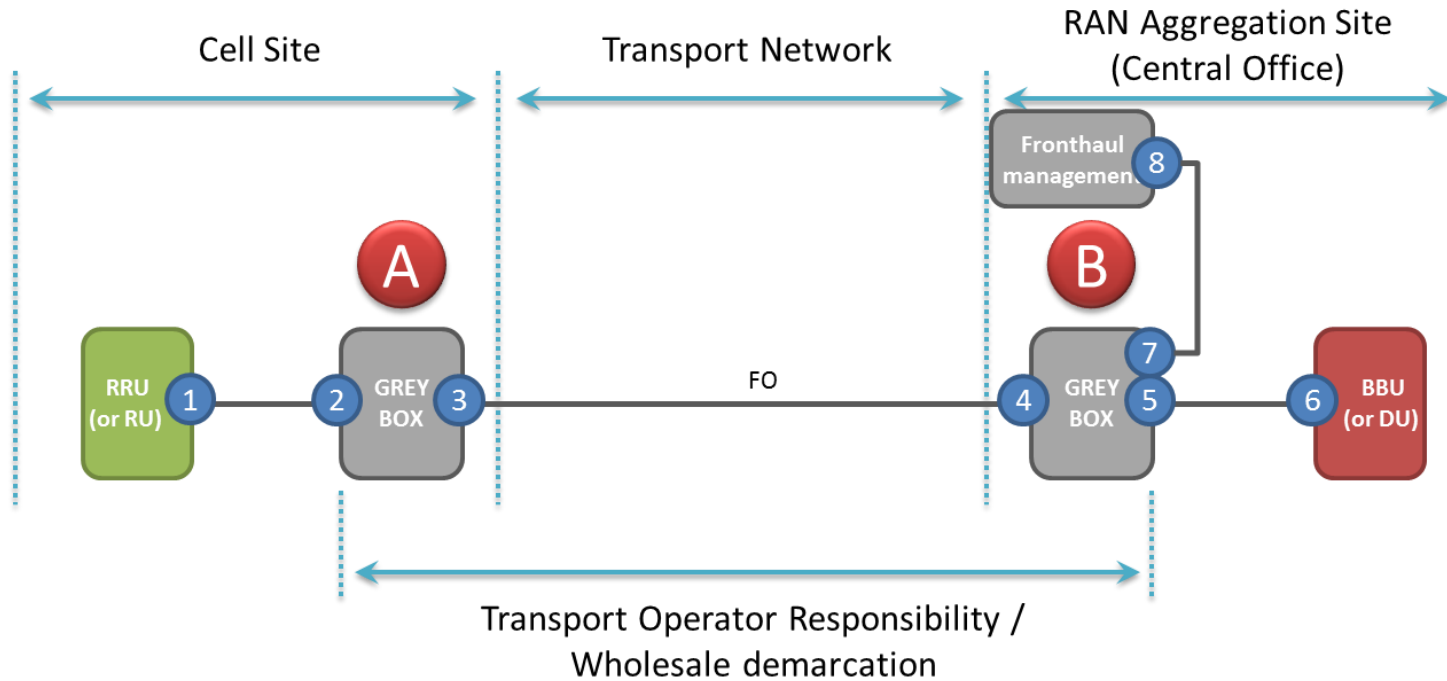 Cell Site
Transport Network
RAN Aggregation Site
(Central Office)
Fronthaul
management
8
A
B
RRU
(or RU)
1
2
GREY
BOX
3
FO
4
GREY
BOX
7
5
6
BBU
(or DU)
Transport Operator Responsibility /
Wholesale demarcation